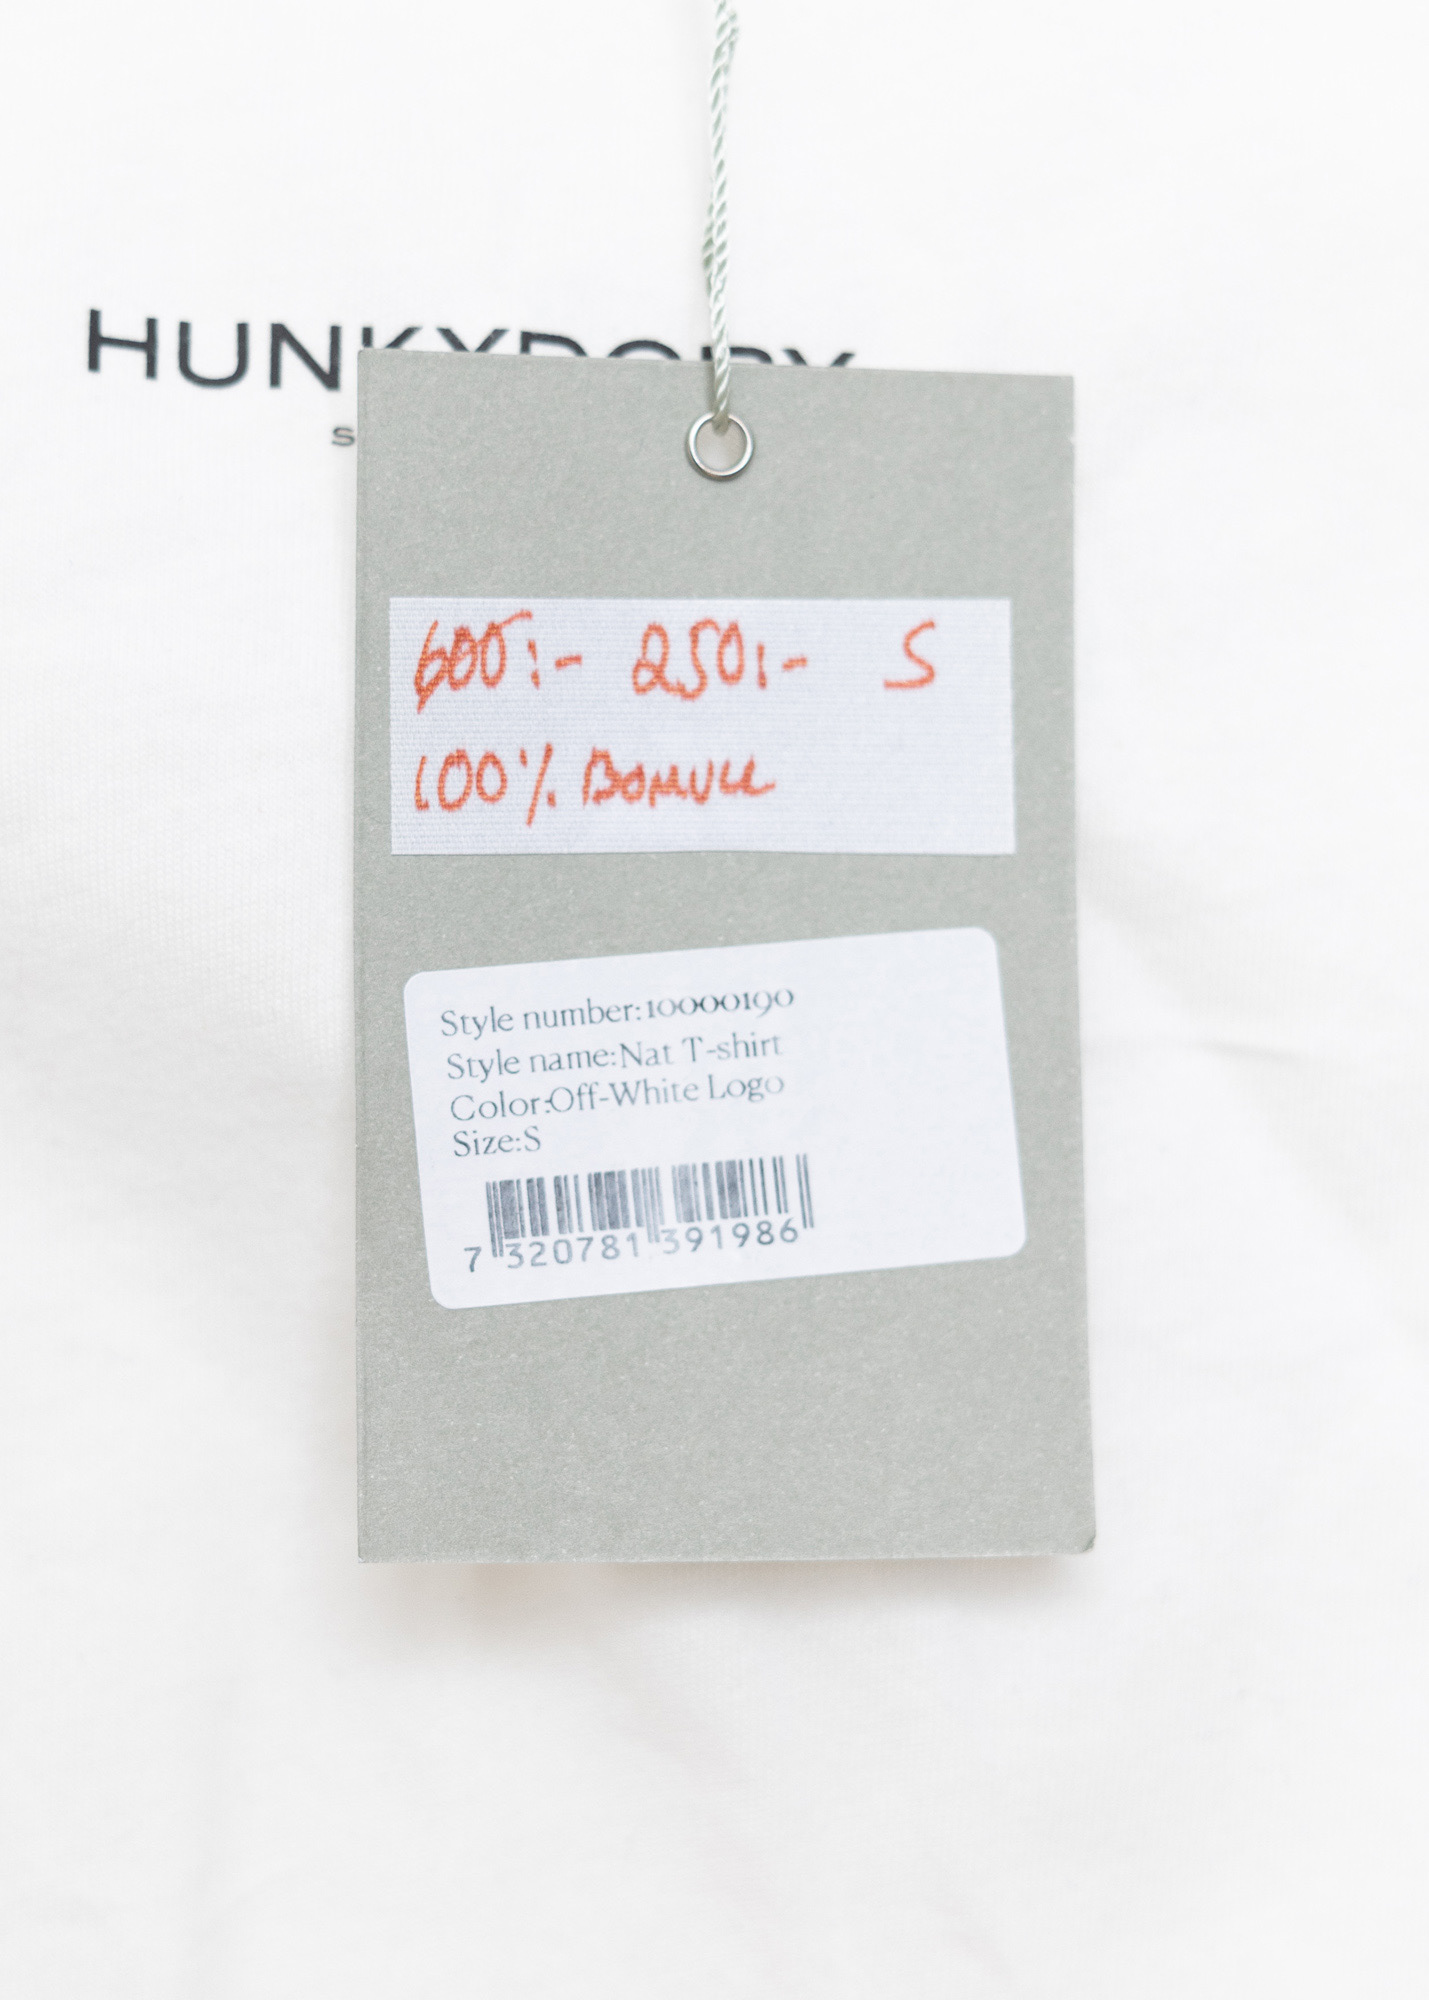 HUNKYDORY
600:- 250:- S
100% BOMULL
Style number:10000190
Style name:Nat T-shirt
Color:Off-White Logo
Size:S
7 320781 391986